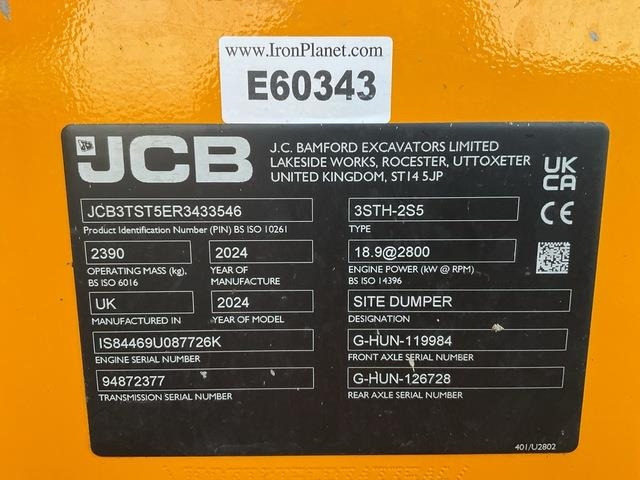 www.IronPlanet.com
E60343
JCB
J.C. BAMFORD EXCAVATORS LIMITED
LAKESIDE WORKS, ROCESTER, UTTOXETER
UNITED KINGDOM, ST14 5JP
UK
CA
CE
JCB3TST5ER3433546
Product Identification Number (PIN) BS ISO 10261
3STH-2S5
TYPE
2390
OPERATING MASS (kg),
BS ISO 6016
2024
YEAR OF
MANUFACTURE
18.9@2800
ENGINE POWER (kW @ RPM)
BS ISO 14396
UK
MANUFACTURED IN
2024
YEAR OF MODEL
SITE DUMPER
DESIGNATION
IS84469U087726K
ENGINE SERIAL NUMBER
G-HUN-119984
FRONT AXLE SERIAL NUMBER
94872377
TRANSMISSION SERIAL NUMBER
G-HUN-126728
REAR AXLE SERIAL NUMBER
401/U2802